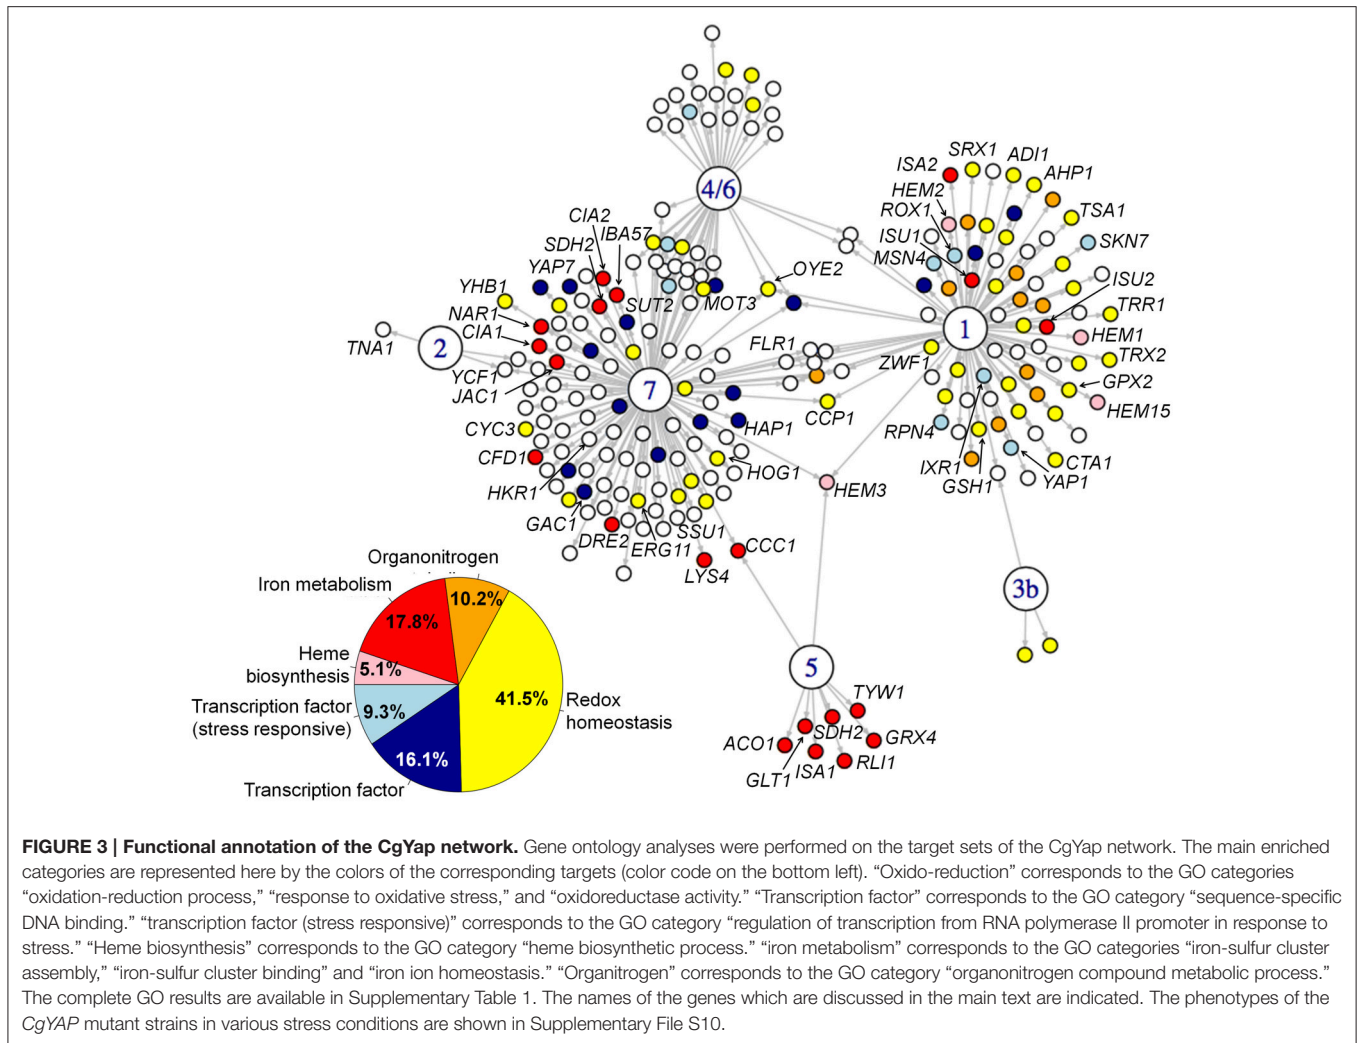 4/6
SRX1
ADI1
ISA2
AHP1
HEM2
ROX1
TSA1
CIA2
ISU1
SKN7
SDH2
IBA57
MSN4
YAP7
OYE2
ISU2
YHB1
SUT2
MOT3
TRR1
NAR1
CIA1
1
HEM1
TNA1
2
FLR1
ZWF1
TRX2
YCF1
JAC1
7
GPX2
HEM15
CCP1
CYC3
HAP1
RPN4
CFD1
IXR1
CTA1
HKR1
HOG1
GSH1
YAP1
HEM3
GAC1
DRE2
ERG11
SSU1
CCC1
LYS4
3b
5
TYW1
ACO1
SDH2
GRX4
GLT1
ISA1
RLI1
Organonitrogen
Iron metabolism
10.2%
17.8%
Heme
biosynthesis
5.1%
41.5%
Redox
homeostasis
Transcription factor
(stress responsive)
9.3%
16.1%
Transcription factor
FIGURE 3 | Functional annotation of the CgYap network. Gene ontology analyses were performed on the target sets of the CgYap network. The main enriched
categories are represented here by the colors of the corresponding targets (color code on the bottom left). “Oxido-reduction” corresponds to the GO categories
“oxidation-reduction process,” “response to oxidative stress,” and “oxidoreductase activity.” “Transcription factor” corresponds to the GO category “sequence-specific
DNA binding.” “transcription factor (stress responsive)” corresponds to the GO category “regulation of transcription from RNA polymerase II promoter in response to
stress.” “Heme biosynthesis” corresponds to the GO category “heme biosynthetic process.” “iron metabolism” corresponds to the GO categories “iron-sulfur cluster
assembly,” “iron-sulfur cluster binding” and “iron ion homeostasis.” “Organitrogen” corresponds to the GO category “organonitrogen compound metabolic process.”
The complete GO results are available in Supplementary Table 1. The names of the genes which are discussed in the main text are indicated. The phenotypes of the
CgYAP mutant strains in various stress conditions are shown in Supplementary File S10.